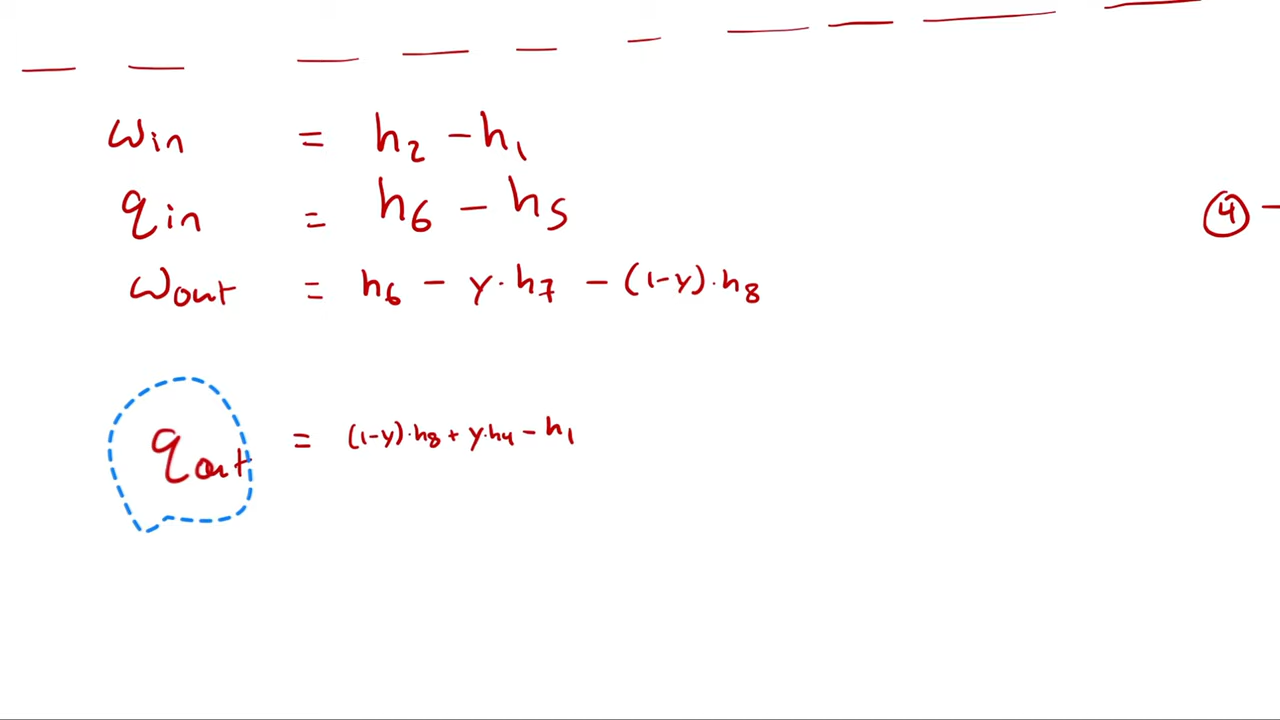 win = h2 - h1
qin = h6 - h5
④ -
wout = h6 - y·h7 - (1-y)·h8
qout = (1-y)·h8 + y·h4 - h1